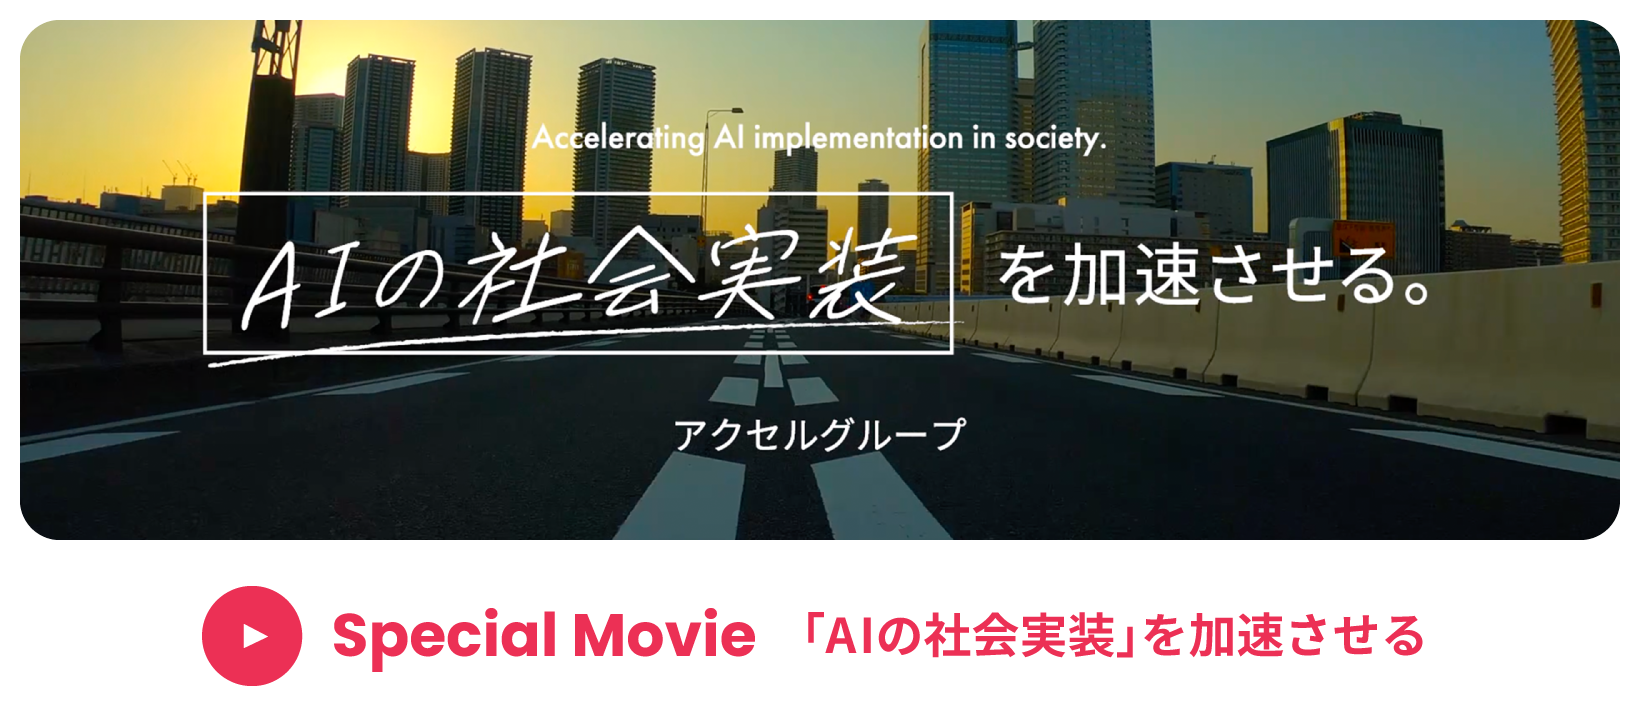 Accelerating AI implementation in society.
AIの社会実装 を加速させる。
アクセルグループ
Special Movie 「AIの社会実装」を加速させる